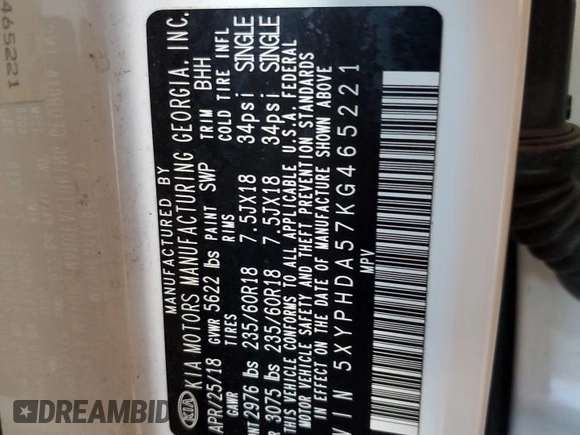 MANUFACTURED BY
KIA KIA MOTORS MANUFACTURING GEORGIA, INC.
APR/25/18 GVWR 5622 lbs PAINT SWP TRIM BHH
GAWR TIRES RIMS COLD TIRE INFL
NT 2976 lbs 235/60R18 7.5JX18 34psi SINGLE
R 3075 lbs 235/60R18 7.5JX18 34psi SINGLE
THIS VEHICLE CONFORMS TO ALL APPLICABLE U.S.A. FEDERAL
MOTOR VEHICLE SAFETY AND THEFT PREVENTION STANDARDS
IN EFFECT ON THE DATE OF MANUFACTURE SHOWN ABOVE
VIN 5XYPHDA57KG465221
MPV
465221
DREAMBID